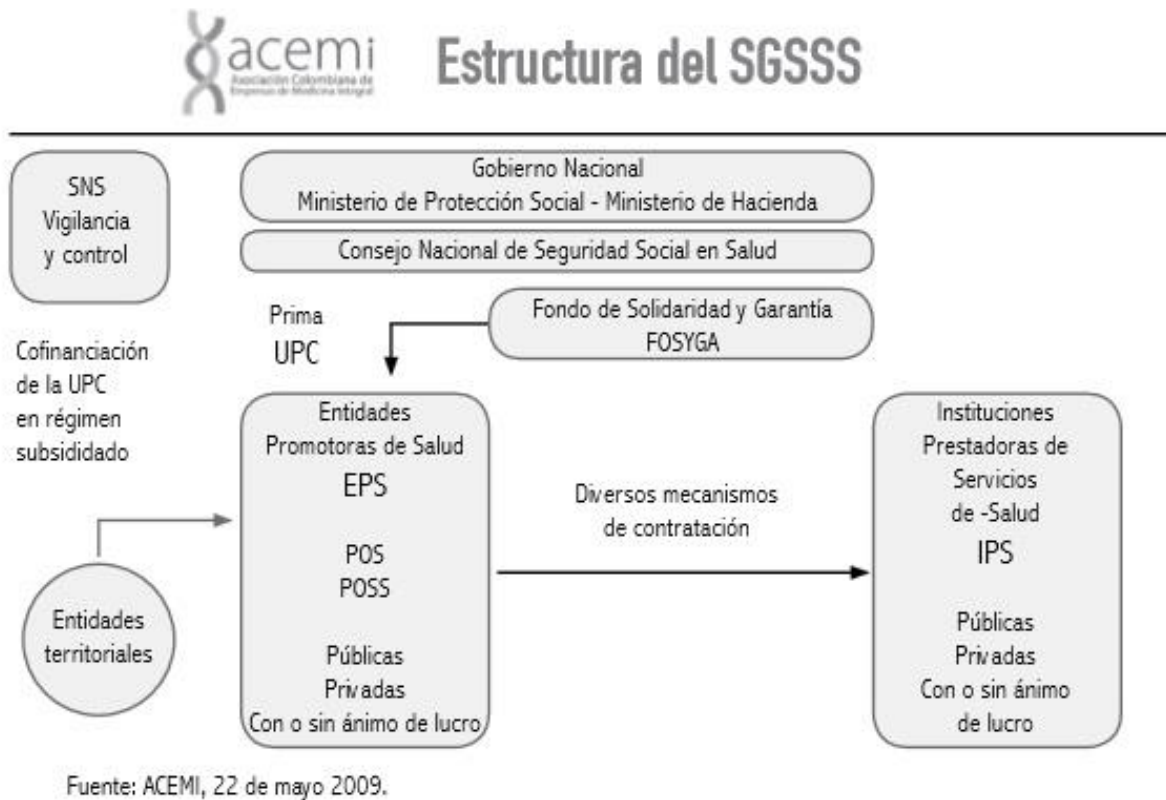 acemi
Asociación Colombiana de
Empresas de Medicina Integral
Estructura del SGSSS
SNS
Vigilancia
y control
Gobierno Nacional
Ministerio de Protección Social - Ministerio de Hacienda
Consejo Nacional de Seguridad Social en Salud
Fondo de Solidaridad y Garantía
FOSYGA
Prima
UPC
Cofinanciación
de la UPC
en régimen
subsididado
Entidades
Promotoras de Salud
EPS
POS
POSS
Públicas
Privadas
Con o sin ánimo de lucro
Diversos mecanismos
de contratación
Instituciones
Prestadoras de
Servicios
de -Salud
IPS
Públicas
Privadas
Con o sin ánimo
de lucro
Entidades
territoriales
Fuente: ACEMI, 22 de mayo 2009.